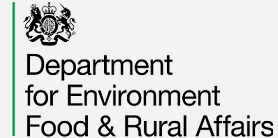 Department
for Environment
Food & Rural Affairs